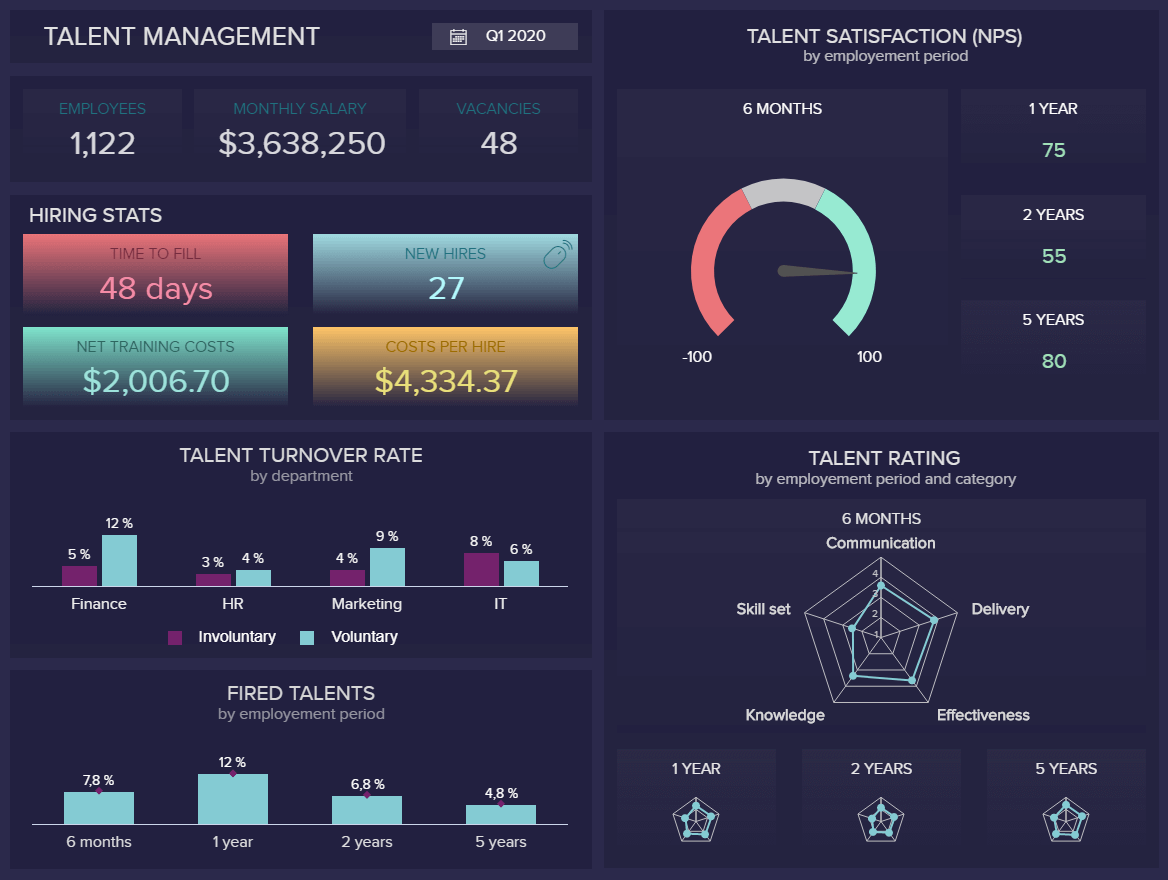 TALENT MANAGEMENT
Q1 2020
EMPLOYEES
1,122
MONTHLY SALARY
$3,638,250
VACANCIES
48
HIRING STATS
TIME TO FILL
48 days
NEW HIRES
27
NET TRAINING COSTS
$2,006.70
COSTS PER HIRE
$4,334.37
TALENT TURNOVER RATE
by department
5 %
12 %
3 %
4 %
4 %
9 %
8 %
6 %
Finance
HR
Marketing
IT
Involuntary
Voluntary
FIRED TALENTS
by employement period
7,8 %
12 %
6,8 %
4,8 %
6 months
1 year
2 years
5 years
TALENT SATISFACTION (NPS)
by employement period
6 MONTHS
-100
100
1 YEAR
75
2 YEARS
55
5 YEARS
80
TALENT RATING
by employement period and category
6 MONTHS
Communication
4
3
2
1
Skill set
Delivery
Knowledge
Effectiveness
1 YEAR
2 YEARS
5 YEARS